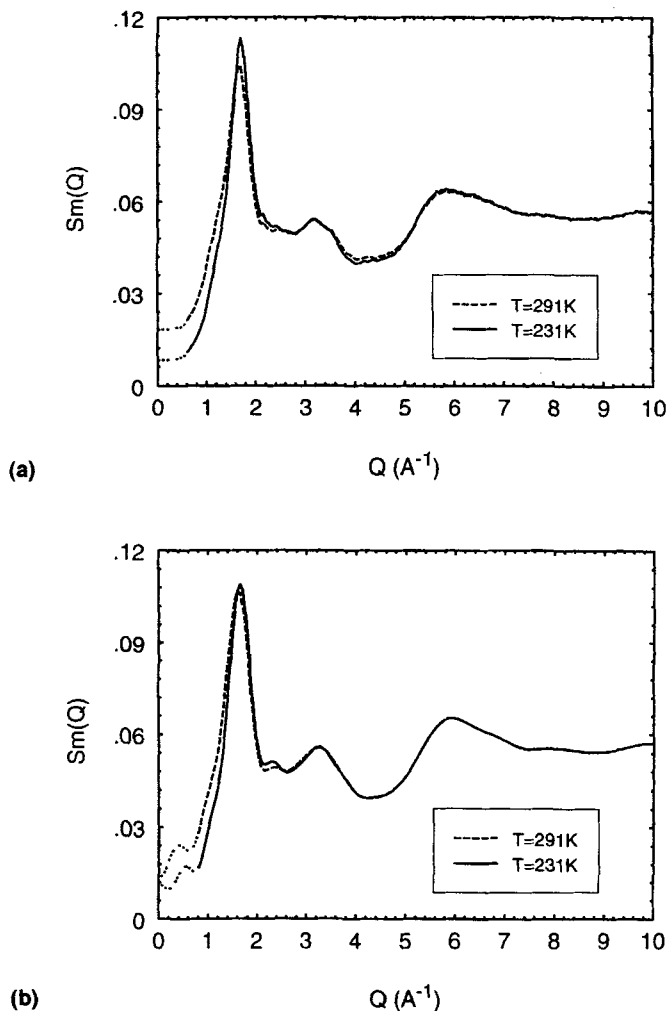 .12
.09
.06
.03
0
Sm(Q)
T=291K
T=231K
0 1 2 3 4 5 6 7 8 9 10
(a)
Q (A⁻¹)
.12
.09
.06
.03
0
Sm(Q)
T=291K
T=231K
0 1 2 3 4 5 6 7 8 9 10
(b)
Q (A⁻¹)